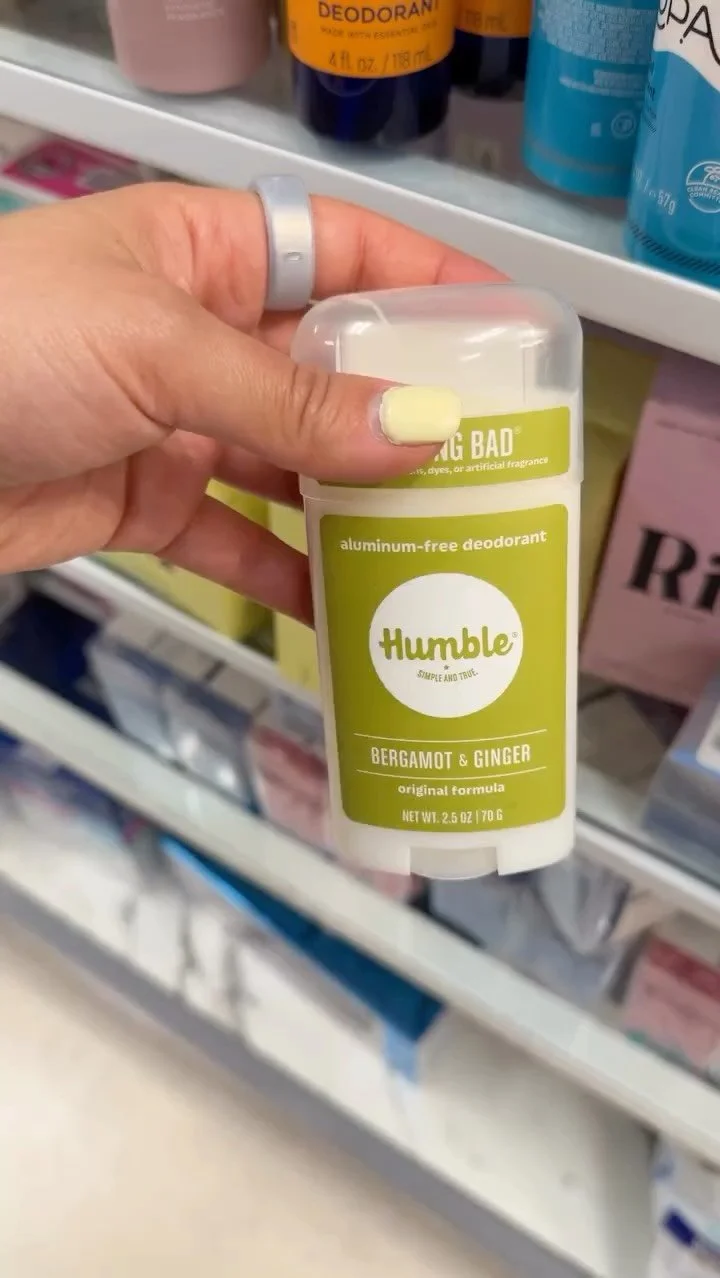 DEODORANT
4 fl. oz. / 118 mL
57g
NG BAD®
dyes, or artificial fragrance
aluminum-free deodorant
Humble®
SIMPLE AND TRUE.
Ri
BERGAMOT & GINGER
original formula
NET WT. 2.5 OZ | 70 G